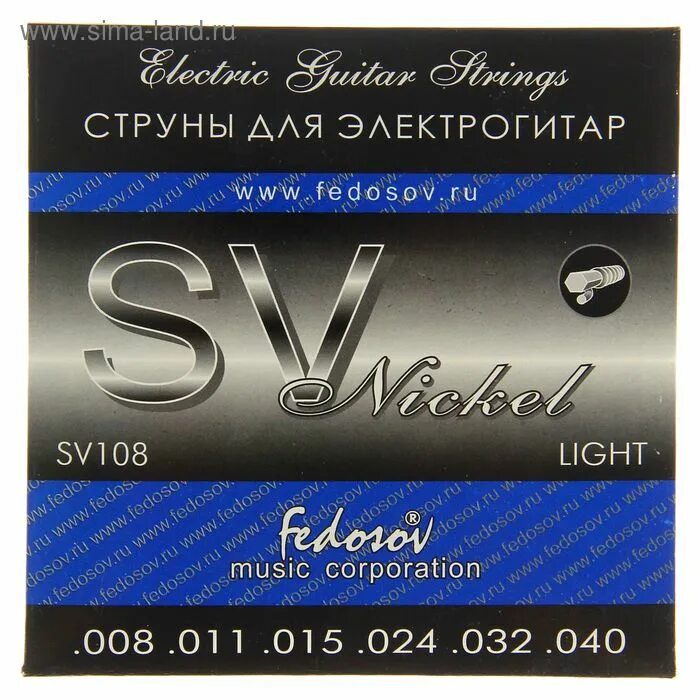 www.sima-land.ru
Electric Guitar Strings
СТРУНЫ ДЛЯ ЭЛЕКТРОГИТАР
www.fedosov.ru
SV
Nickel
SV108 LIGHT
fedosov®
music corporation
.008 .011 .015 .024 .032 .040